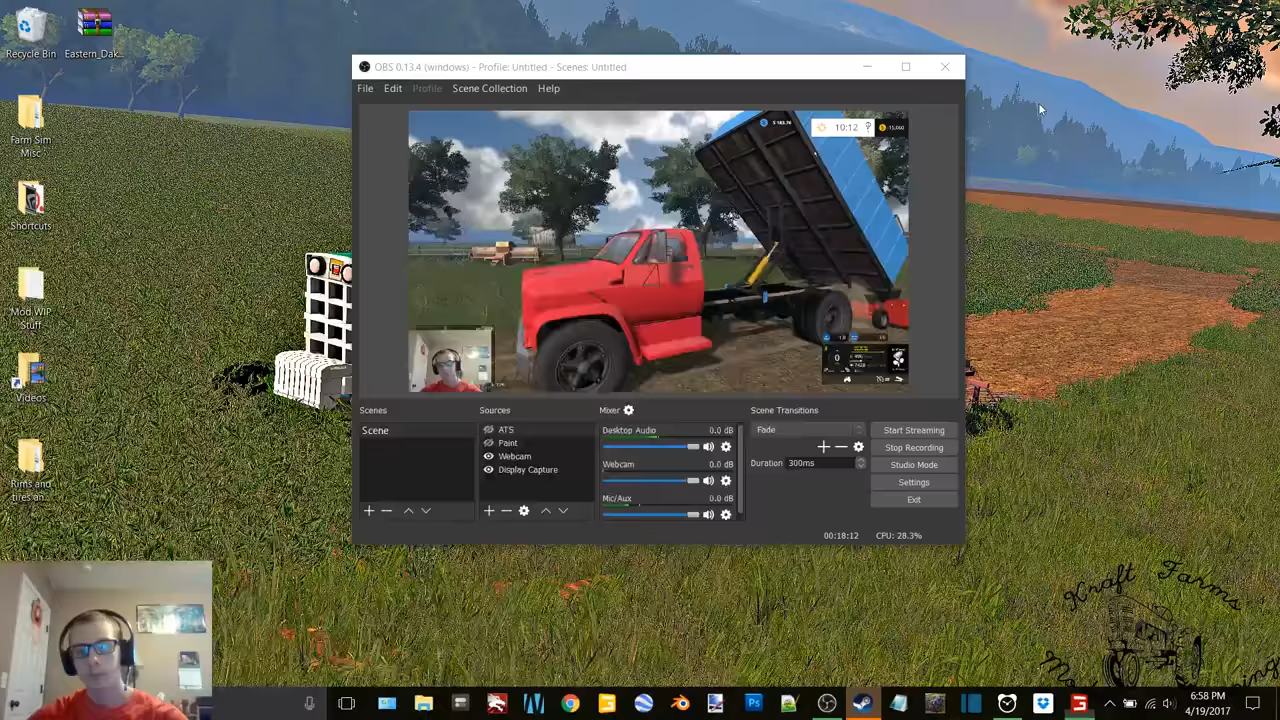 Recycle Bin
Eastern_Dak...
Farm Sim
Misc
Shortcuts
Mod WIP
Stuff
Videos
Rims and
tires an...
OBS 0.13.4 (windows) - Profile: Untitled - Scenes: Untitled
File Edit Profile Scene Collection Help
10:12
15,060
Scenes
Scene
Sources
ATS
Paint
Webcam
Display Capture
Mixer
Desktop Audio 0.0 dB
Webcam 0.0 dB
Mic/Aux 0.0 dB
Scene Transitions
Fade
Duration 300ms
Start Streaming
Stop Recording
Studio Mode
Settings
Exit
00:18:12 CPU: 28.3%
Kraft Farms
6:58 PM
4/19/2017